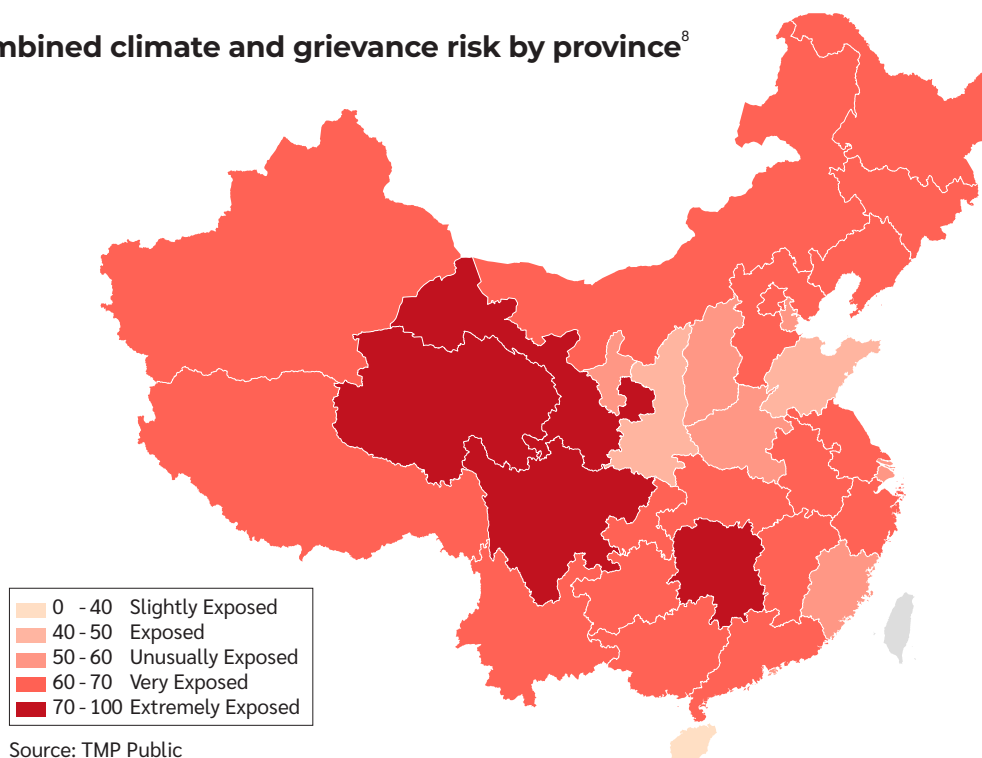 mbined climate and grievance risk by province⁸
0 - 40 Slightly Exposed
40 - 50 Exposed
50 - 60 Unusually Exposed
60 - 70 Very Exposed
70 - 100 Extremely Exposed
Source: TMP Public